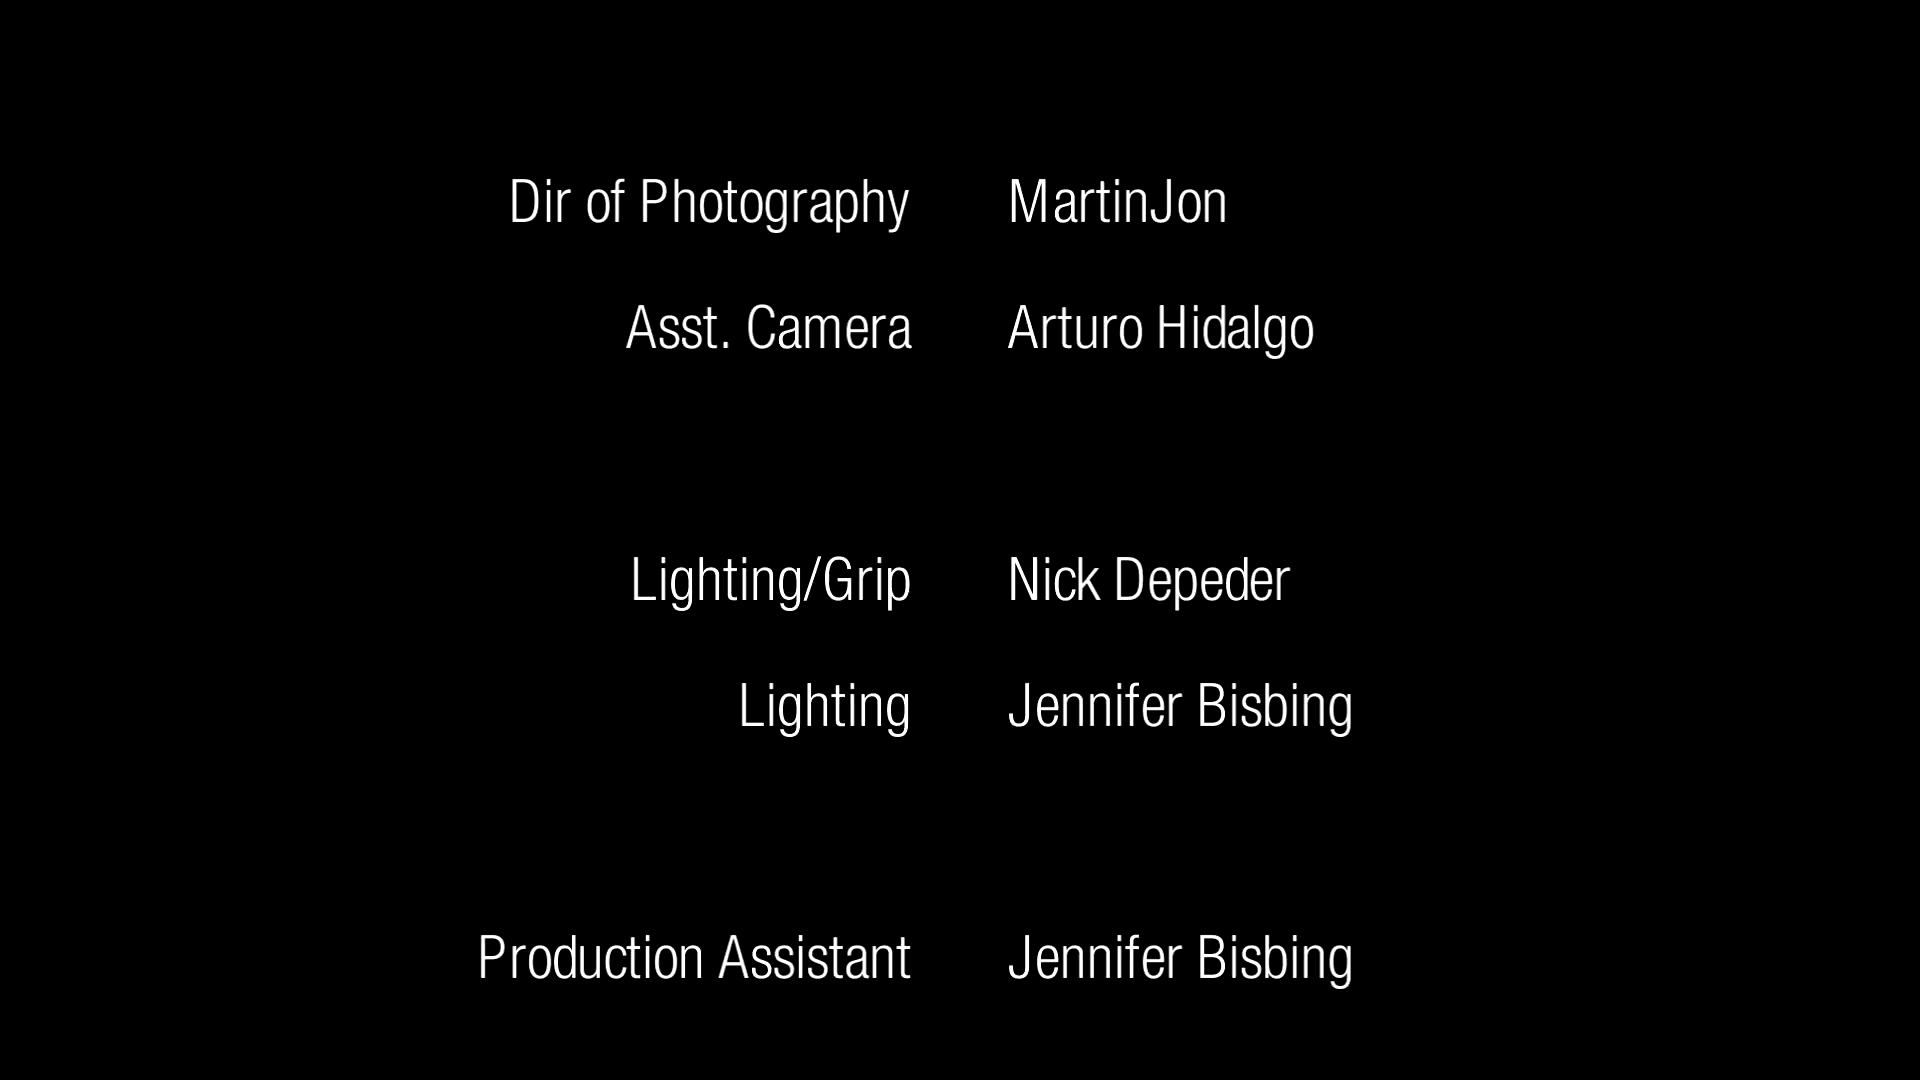 Dir of Photography MartinJon
Asst. Camera Arturo Hidalgo
Lighting/Grip Nick Depeder
Lighting Jennifer Bisbing
Production Assistant Jennifer Bisbing